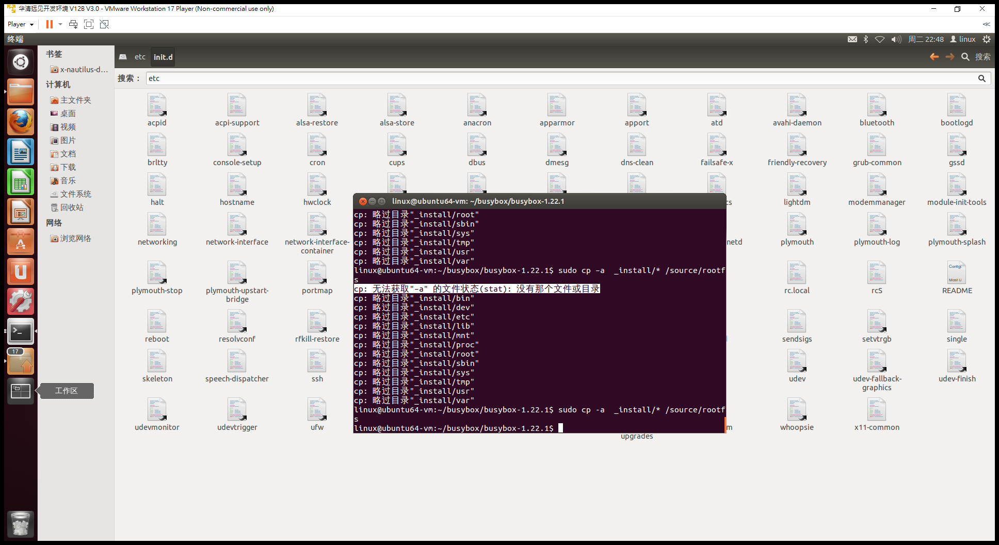 华清远见开发环境 V12B V3.0 - VMware Workstation 17 Player (Non-commercial use only)
Player
终端
周二 22:48
linux
书签
x-nautilus-d...
计算机
主文件夹
桌面
视频
图片
文档
下载
音乐
文件系统
回收站
网络
浏览网络
17
工作区
etc
init.d
搜索
搜索：
etc
acpid acpi-support alsa-restore alsa-store anacron apparmor apport atd avahi-daemon bluetooth bootlogd
brltty console-setup cron cups dbus dmesg dns-clean failsafe-x friendly-recovery grub-common gssd
halt hostname hwclock cs lightdm modemmanager module-init-tools
networking network-interface network-interface-container netd plymouth plymouth-log plymouth-splash
plymouth-stop plymouth-upstart-bridge portmap rc.local rcS README
Config
Most U
reboot resolvconf rfkill-restore sendsigs setvtrgb single
skeleton speech-dispatcher ssh udev udev-fallback-graphics udev-finish
udevmonitor udevtrigger ufw upgrades m whoopsie x11-common
linux@ubuntu64-vm: ~/busybox/busybox-1.22.1
cp: 略过目录"_install/root"
cp: 略过目录"_install/sbin"
cp: 略过目录"_install/sys"
cp: 略过目录"_install/tmp"
cp: 略过目录"_install/usr"
cp: 略过目录"_install/var"
linux@ubuntu64-vm:~/busybox/busybox-1.22.1$ sudo cp –a  _install/* /source/rootf
s
cp: 无法获取"–a" 的文件状态(stat): 没有那个文件或目录
cp: 略过目录"_install/bin"
cp: 略过目录"_install/dev"
cp: 略过目录"_install/etc"
cp: 略过目录"_install/lib"
cp: 略过目录"_install/mnt"
cp: 略过目录"_install/proc"
cp: 略过目录"_install/root"
cp: 略过目录"_install/sbin"
cp: 略过目录"_install/sys"
cp: 略过目录"_install/tmp"
cp: 略过目录"_install/usr"
cp: 略过目录"_install/var"
linux@ubuntu64-vm:~/busybox/busybox-1.22.1$ sudo cp -a  _install/* /source/rootf
s
linux@ubuntu64-vm:~/busybox/busybox-1.22.1$